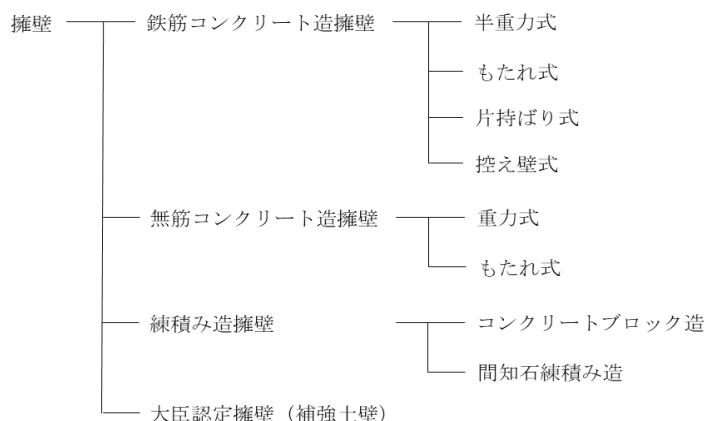 擁壁 鉄筋コンクリート造擁壁 半重力式
もたれ式
片持ばり式
控え壁式
無筋コンクリート造擁壁 重力式
もたれ式
練積み造擁壁 コンクリートブロック造
間知石練積み造
大臣認定擁壁（補強土壁）